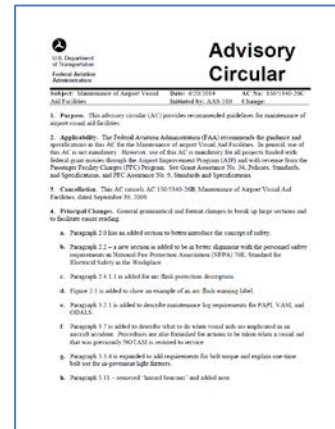 U.S. Department
of Transportation
Federal Aviation
Administration
Advisory
Circular
Subject: Maintenance of Airport Visual
Aid Facilities
Date: 6/20/2014
Initiated by: AAS-100
AC No: 150/5340-26C
Change:
1. Purpose. This advisory circular (AC) provides recommended guidelines for maintenance of
airport visual aid facilities.
2. Applicability. The Federal Aviation Administration (FAA) recommends the guidance and
specifications in this AC for the Maintenance of airport Visual Aid Facilities. In general, use of
this AC is not mandatory. However, use of this AC is mandatory for all projects funded with
federal grant monies through the Airport Improvement Program (AIP) and with revenue from the
Passenger Facility Charges (PFC) Program. See Grant Assurance No. 34, Policies, Standards,
and Specifications, and PFC Assurance No. 9, Standards and Specifications.
3. Cancellation. This AC cancels AC 150/5340-26B, Maintenance of Airport Visual Aid
Facilities, dated September 30, 2009.
4. Principal Changes. General grammatical and format changes to break up large sections and
to facilitate easier reading.
a. Paragraph 2.0 has an added section to better introduce the concept of safety.
b. Paragraph 2.2 – a new section is added to be in better alignment with the personnel safety
requirements in National Fire Protection Association (NFPA) 70E, Standard for
Electrical Safety in the Workplace.
c. Paragraph 2.4.1.1 is added for arc flash protection description.
d. Figure 2-1 is added to show an example of an arc flash warning label.
e. Paragraph 3.2.1 is added to describe maintenance log requirements for PAPI, VASI, and
ODALS.
f. Paragraph 3.7 is added to describe what to do when visual aids are implicated in an
aircraft accident. Procedures are also furnished for actions to be taken when a visual aid
that was previously NOTAM is restored to service.
g. Paragraph 5.3.4 is expanded to add requirements for bolt torque and explain one-time
bolt use for in-pavement light fixtures.
h. Paragraph 5.11 – removed "hazard beacons" and added note.